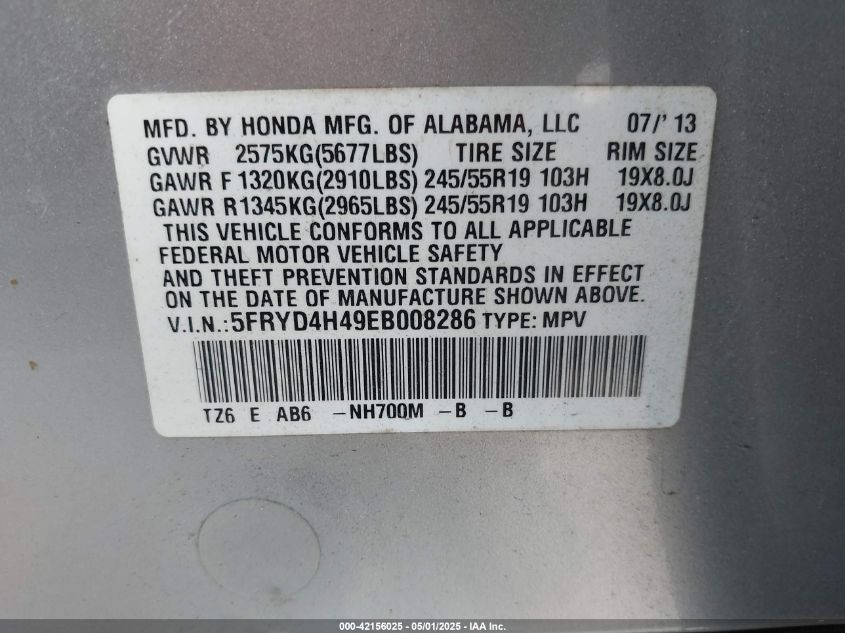 MFD. BY HONDA MFG. OF ALABAMA, LLC 07/'13
GVWR 2575KG(5677LBS) TIRE SIZE RIM SIZE
GAWR F 1320KG(2910LBS) 245/55R19 103H 19X8.0J
GAWR R1345KG(2965LBS) 245/55R19 103H 19X8.0J
THIS VEHICLE CONFORMS TO ALL APPLICABLE
FEDERAL MOTOR VEHICLE SAFETY
AND THEFT PREVENTION STANDARDS IN EFFECT
ON THE DATE OF MANUFACTURE SHOWN ABOVE.
V.I.N.:5FRYD4H49EB008286 TYPE: MPV
TZ6 E AB6 -NH700M -B -B
000-42156025 - 05/01/2025 - IAA Inc.